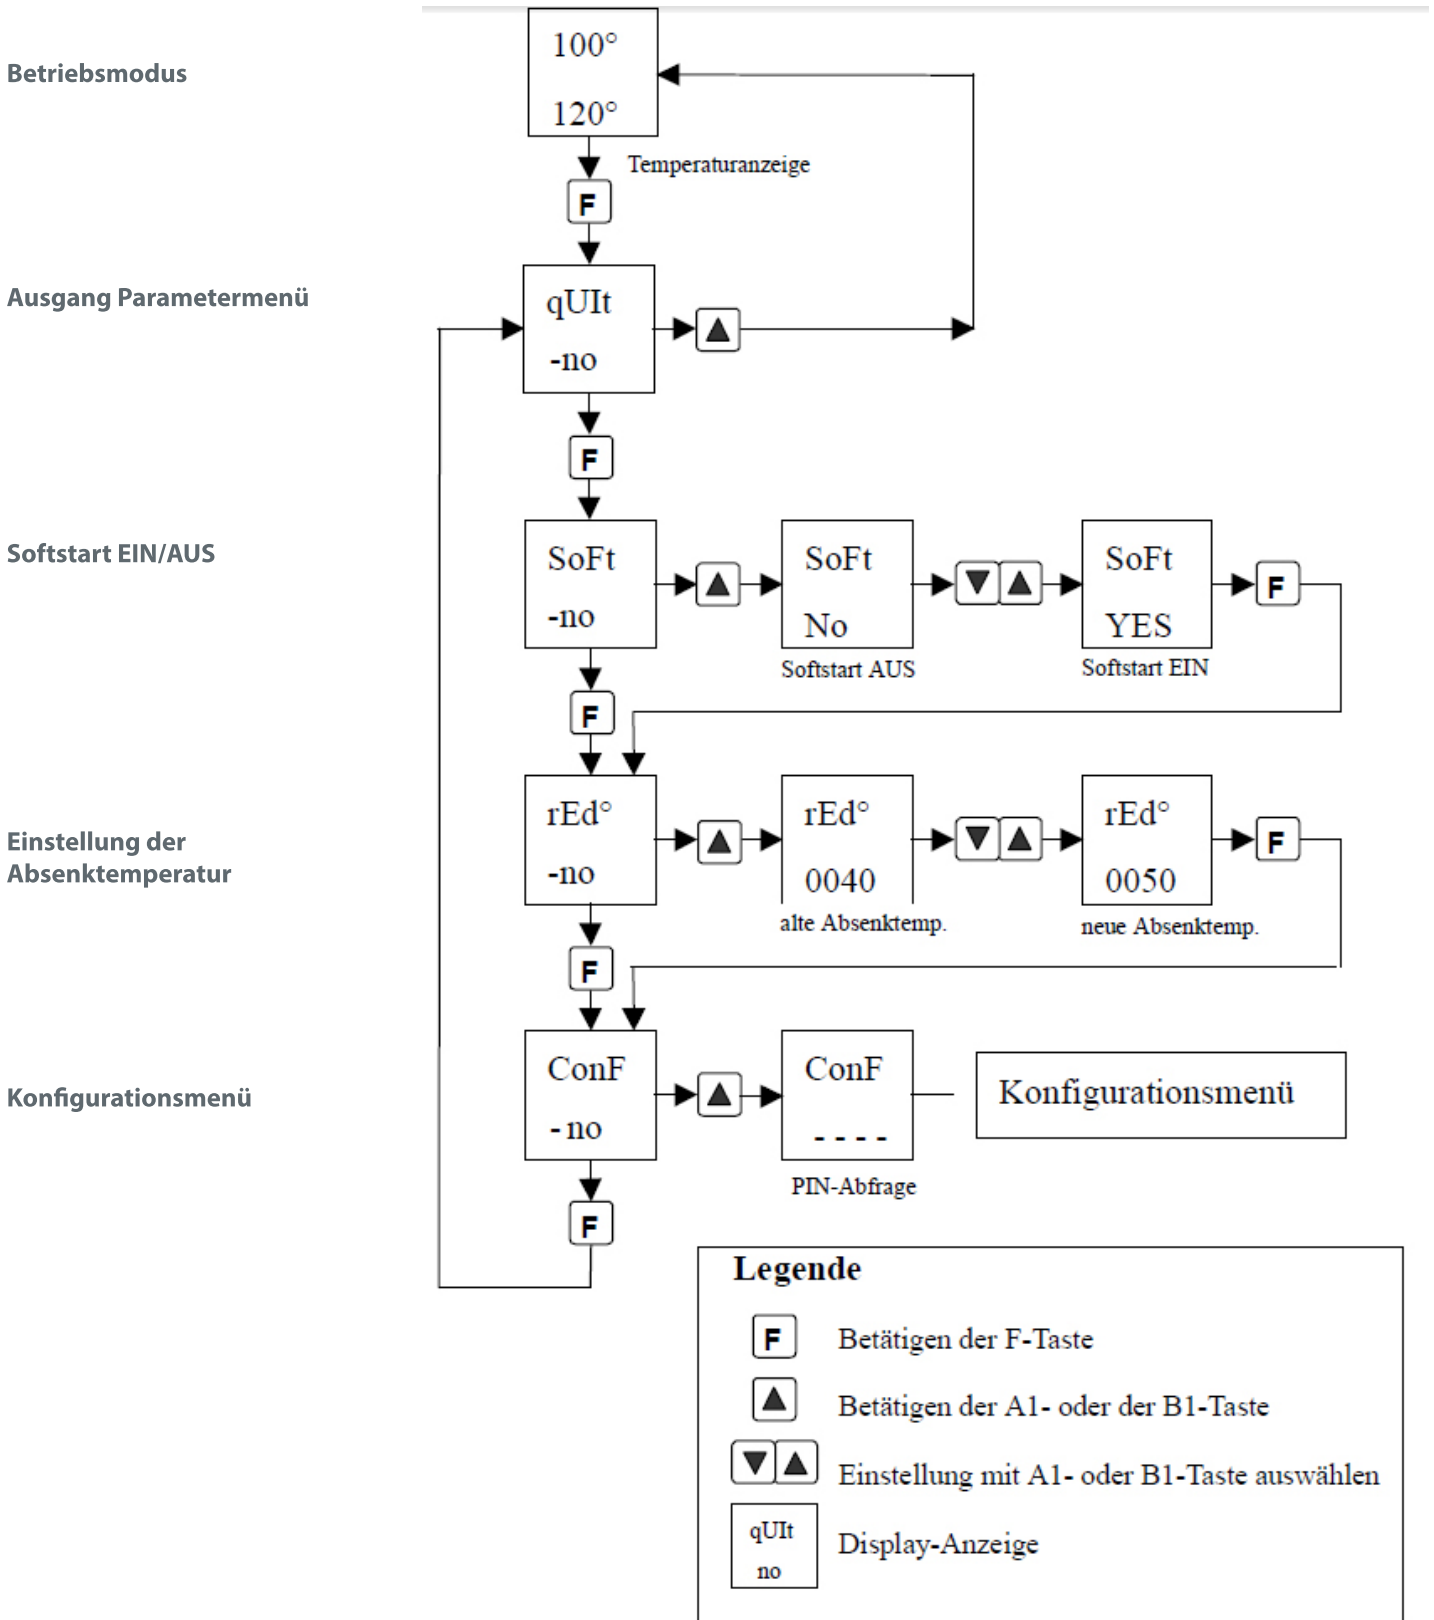 100°
Betriebsmodus
120°
Temperaturanzeige
F
Ausgang Parametermenü
qUIt
-no
F
Softstart EIN/AUS
SoFt
-no
SoFt
No
Softstart AUS
SoFt
YES
Softstart EIN
F
F
Einstellung der
Absenktemperatur
rEd°
-no
rEd°
0040
alte Absenktemp.
rEd°
0050
neue Absenktemp.
F
F
Konfigurationsmenü
ConF
- no
ConF
- - - -
PIN-Abfrage
Konfigurationsmenü
F
Legende
F Betätigen der F-Taste
Betätigen der A1- oder der B1-Taste
Einstellung mit A1- oder B1-Taste auswählen
qUIt
no
Display-Anzeige